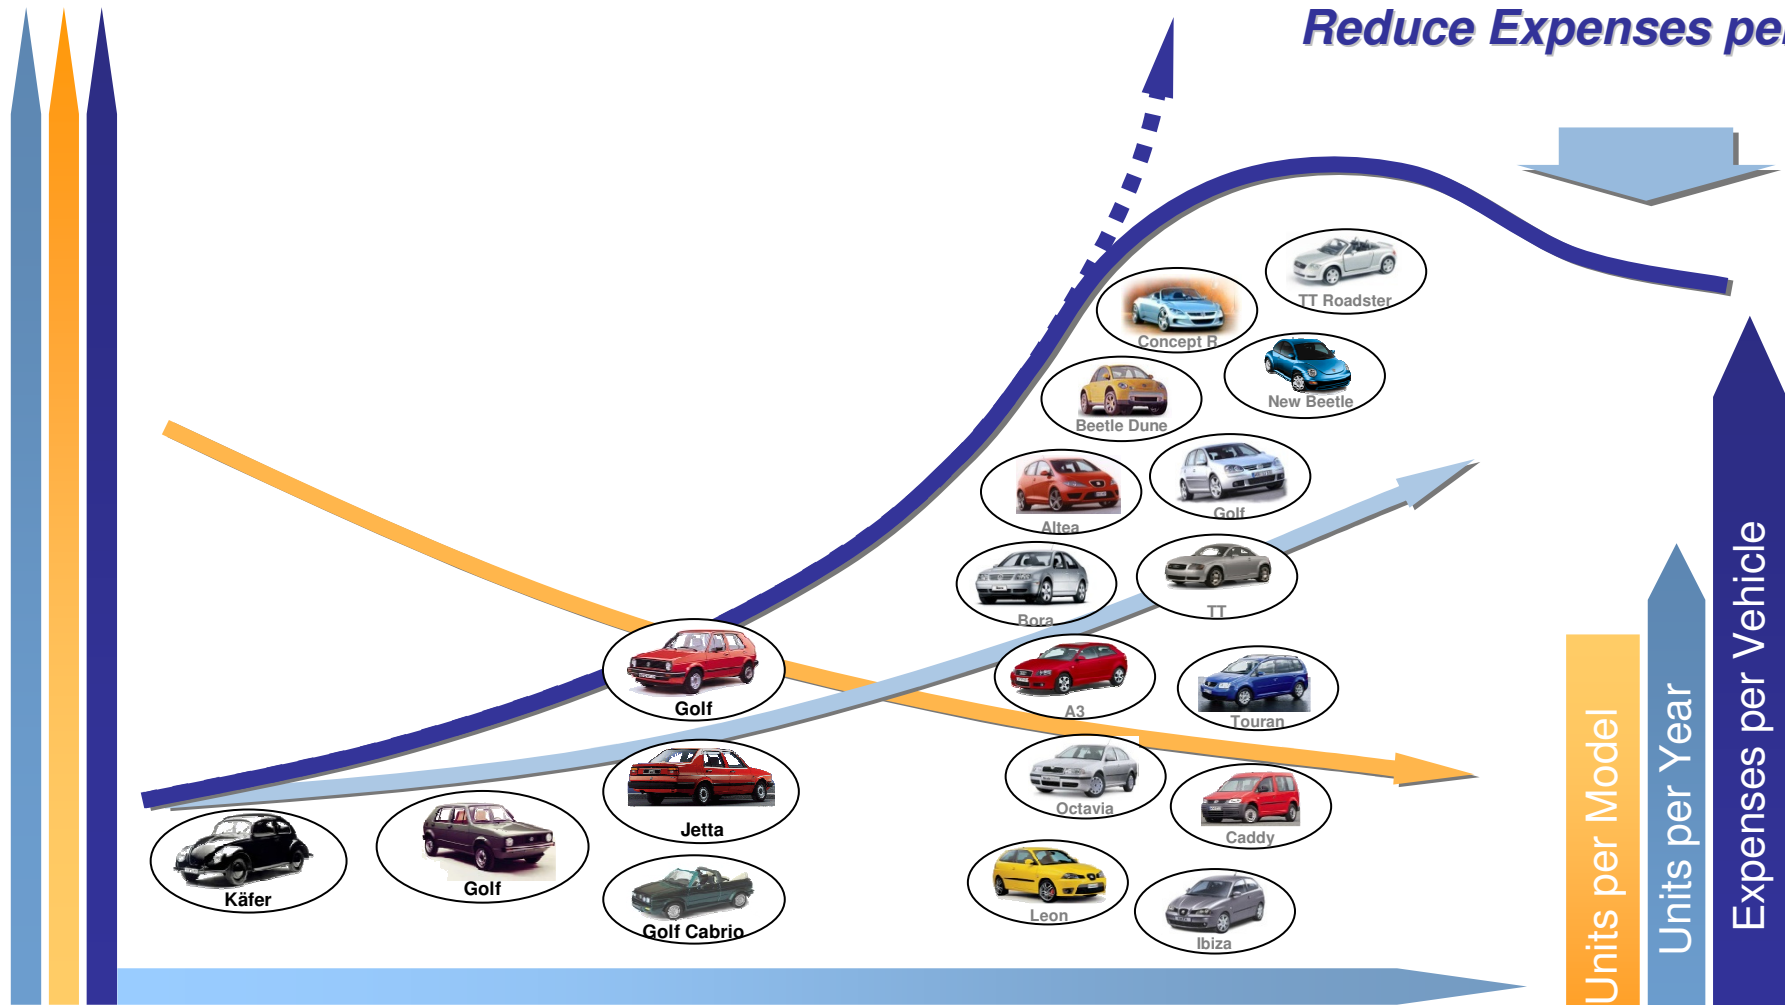 Reduce Expenses per
TT Roadster
Concept R
New Beetle
Beetle Dune
Golf
Altea
TT
Bora
Golf
A3
Touran
Jetta
Octavia
Caddy
Käfer
Golf
Golf Cabrio
Leon
Ibiza
Units per Model
Units per Year
Expenses per Vehicle